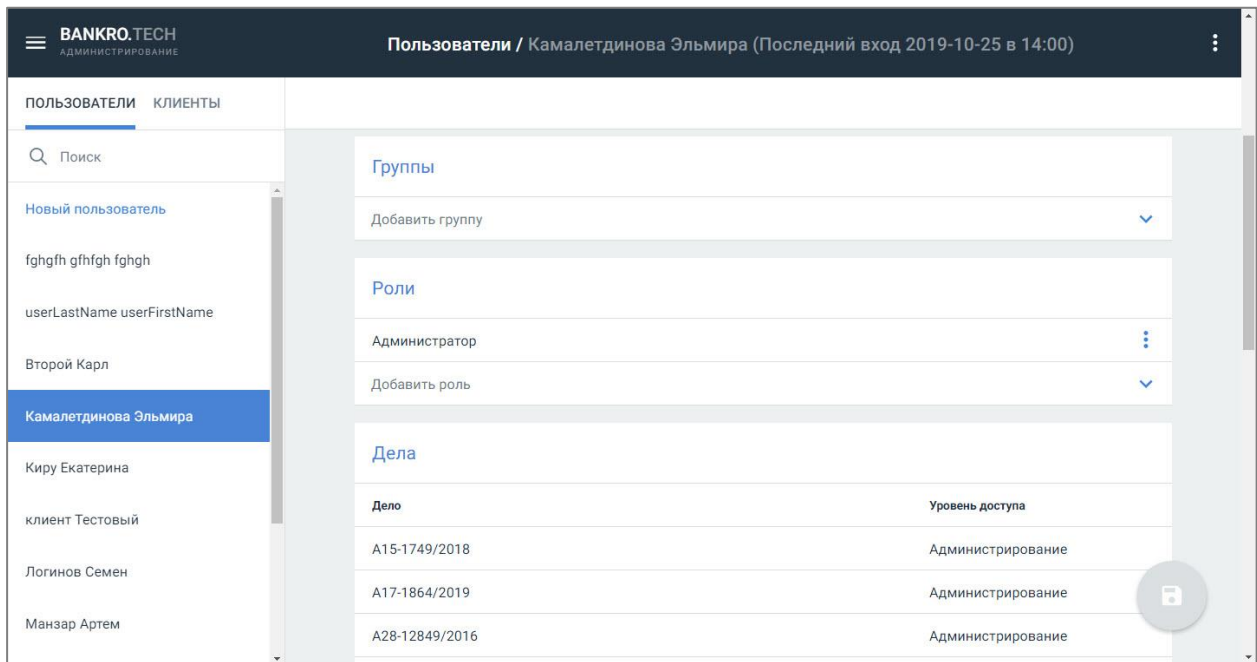 BANKRO.TECH
АДМИНИСТРИРОВАНИЕ
Пользователи / Камалетдинова Эльмира (Последний вход 2019-10-25 в 14:00)
ПОЛЬЗОВАТЕЛИ КЛИЕНТЫ
Поиск
Новый пользователь
fghgfh gfhfgh fghgh
userLastName userFirstName
Второй Карл
Камалетдинова Эльмира
Киру Екатерина
клиент Тестовый
Логинов Семен
Манзар Артем
Группы
Добавить группу
Роли
Администратор
Добавить роль
Дела
Дело Уровень доступа
А15-1749/2018 Администрирование
А17-1864/2019 Администрирование
А28-12849/2016 Администрирование